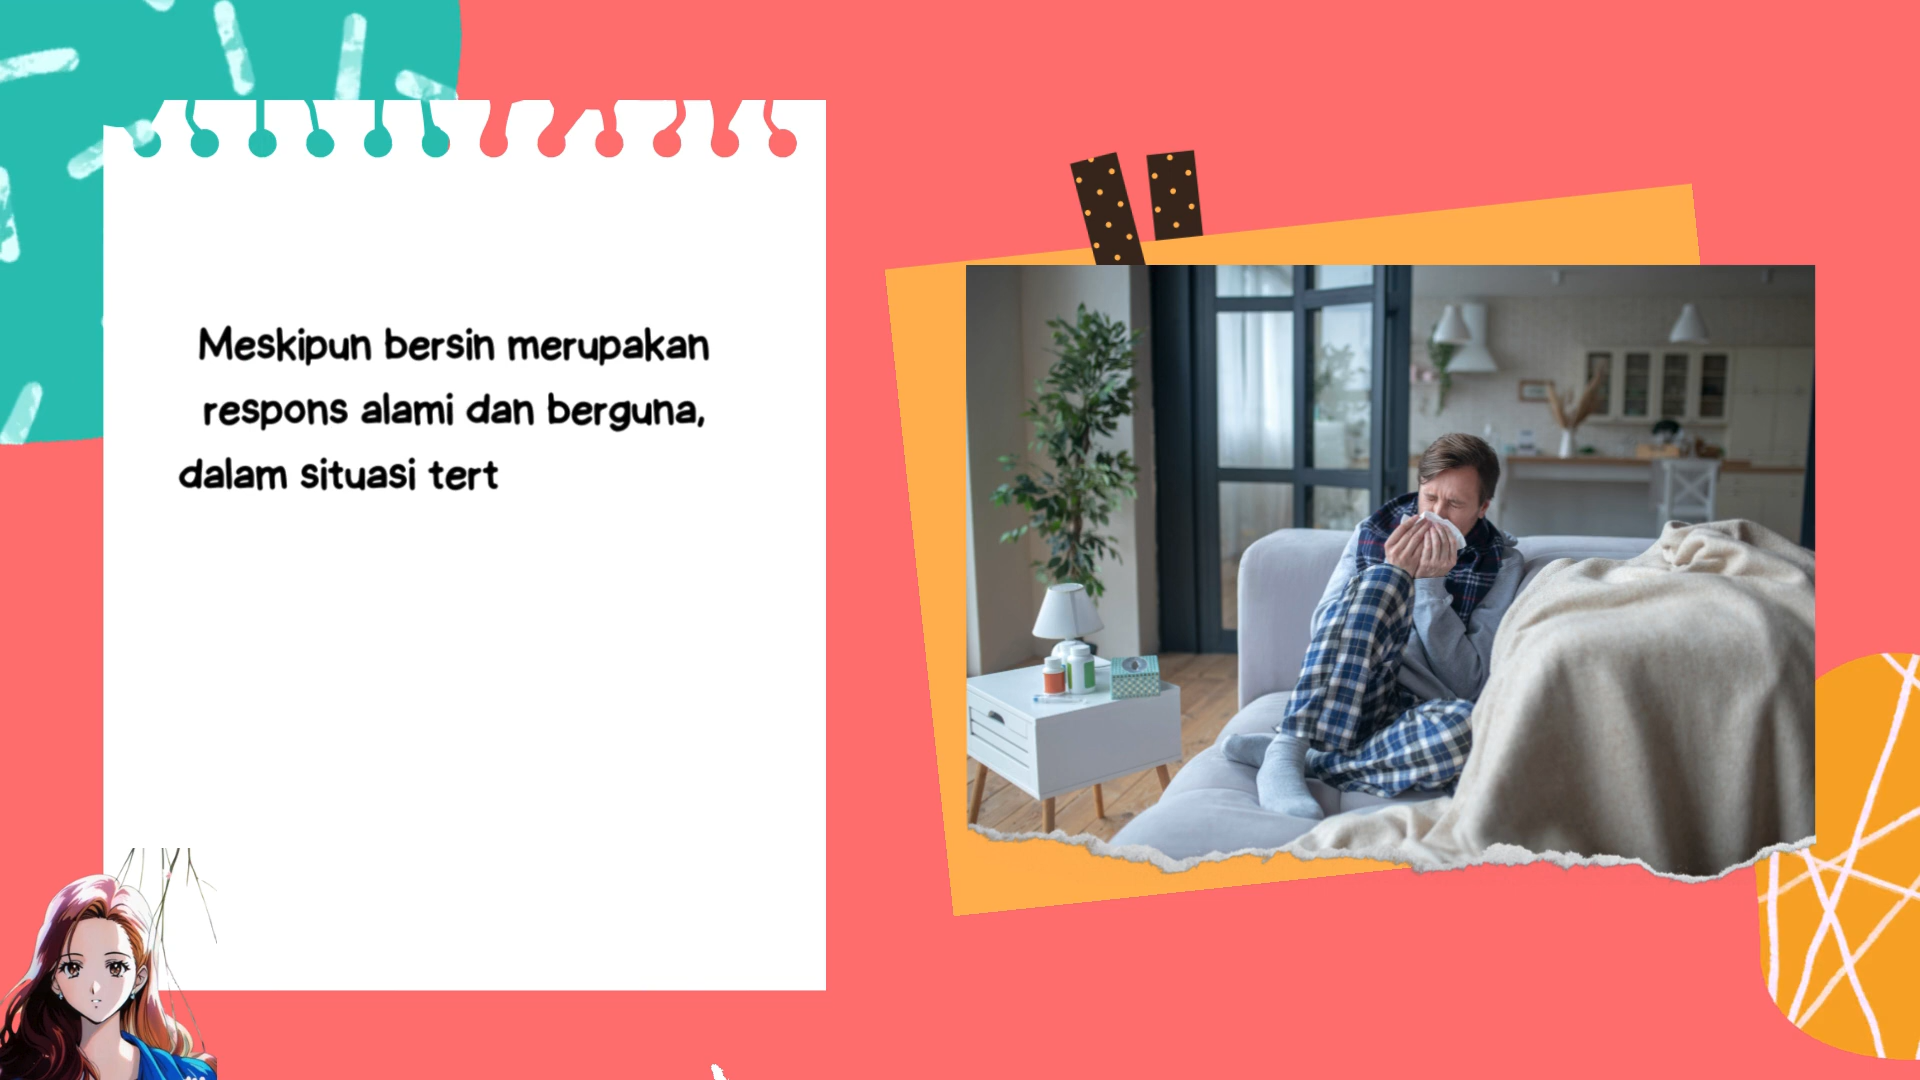 Meskipun bersin merupakan
respons alami dan berguna,
dalam situasi tert